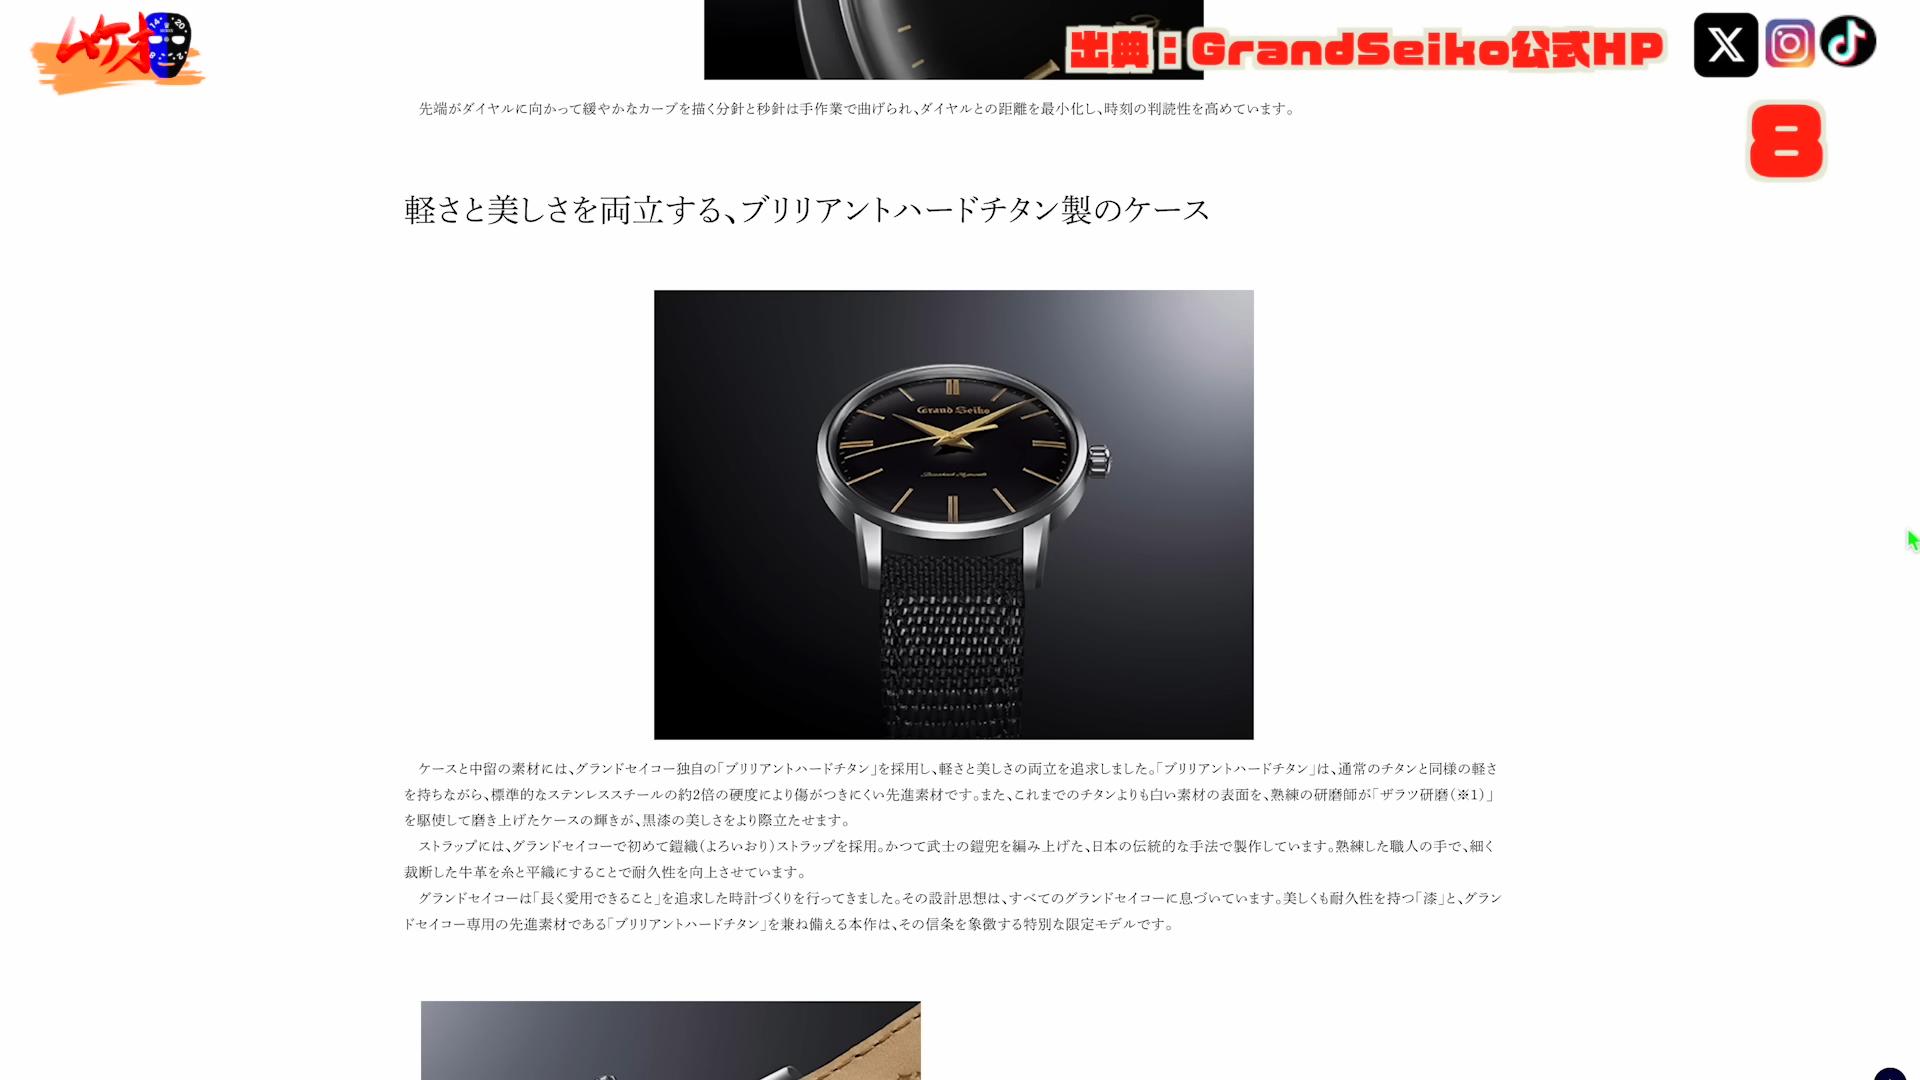 ムケオ
出典：GrandSeiko公式HP
8
先端がダイヤルに向かって緩やかなカーブを描く分針と秒針は手作業で曲げられ、ダイヤルとの距離を最小化し、時刻の判読性を高めています。
軽さと美しさを両立する、ブリリアントハードチタン製のケース
Grand Seiko
ケースと中留の素材には、グランドセイコー独自の「ブリリアントハードチタン」を採用し、軽さと美しさの両立を追求しました。「ブリリアントハードチタン」は、通常のチタンと同様の軽さ
を持ちながら、標準的なステンレススチールの約2倍の硬度により傷がつきにくい先進素材です。また、これまでのチタンよりも白い素材の表面を、熟練の研磨師が「ザラツ研磨（※1）」
を駆使して磨き上げたケースの輝きが、黒漆の美しさをより際立たせます。
ストラップには、グランドセイコーで初めて鎧織（よろいおり）ストラップを採用。かつて武士の鎧兜を編み上げた、日本の伝統的な手法で製作しています。熟練した職人の手で、細く
裁断した牛革を糸と平織にすることで耐久性を向上させています。
グランドセイコーは「長く愛用できること」を追求した時計づくりを行ってきました。その設計思想は、すべてのグランドセイコーに息づいています。美しくも耐久性を持つ「漆」と、グラン
ドセイコー専用の先進素材である「ブリリアントハードチタン」を兼ね備える本作は、その信条を象徴する特別な限定モデルです。